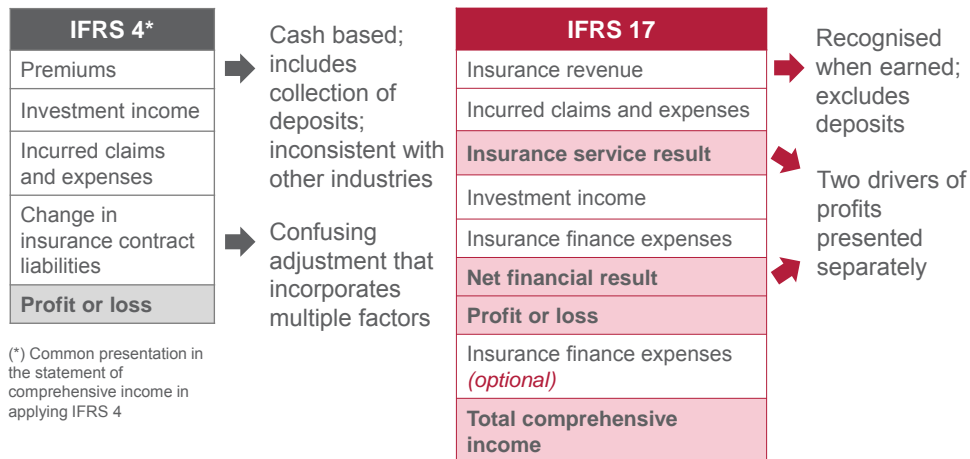 IFRS 4*
Premiums
Investment income
Incurred claims
and expenses
Change in
insurance contract
liabilities
Profit or loss
(*) Common presentation in
the statement of
comprehensive income in
applying IFRS 4
Cash based;
includes
collection of
deposits;
inconsistent with
other industries
Confusing
adjustment that
incorporates
multiple factors
IFRS 17
Insurance revenue
Incurred claims and expenses
Insurance service result
Investment income
Insurance finance expenses
Net financial result
Profit or loss
Insurance finance expenses
(optional)
Total comprehensive
income
Recognised
when earned;
excludes
deposits
Two drivers of
profits
presented
separately